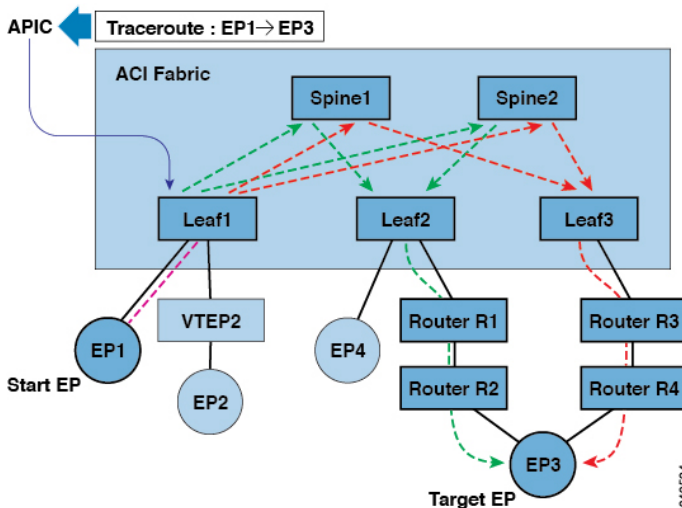 APIC
Traceroute : EP1→EP3
ACI Fabric
Spine1
Spine2
Leaf1
Leaf2
Leaf3
VTEP2
Router R1
Router R3
EP1
EP4
Start EP
EP2
Router R2
Router R4
EP3
Target EP